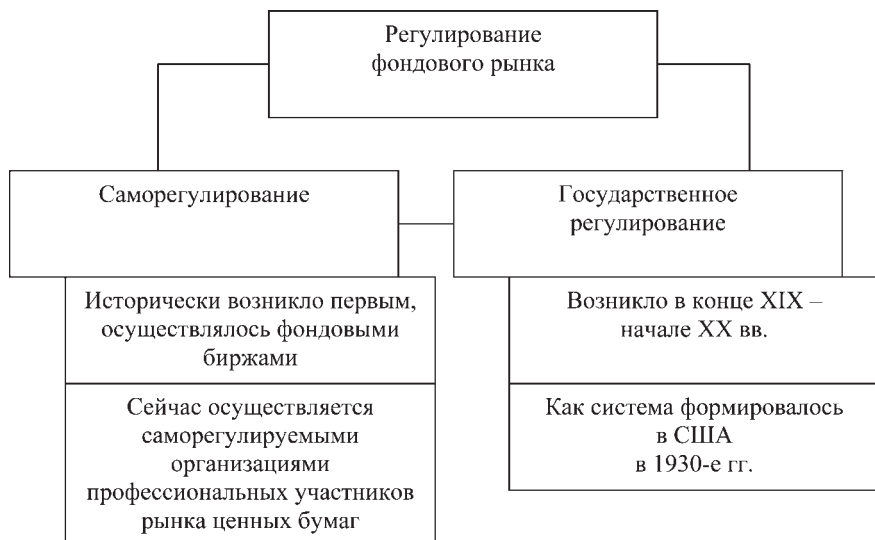 Регулирование
фондового рынка
Саморегулирование
Государственное
регулирование
Исторически возникло первым,
осуществлялось фондовыми
биржами
Возникло в конце XIX –
начале XX вв.
Сейчас осуществляется
саморегулируемыми
организациями
профессиональных участников
рынка ценных бумаг
Как система формировалось
в США
в 1930-е гг.